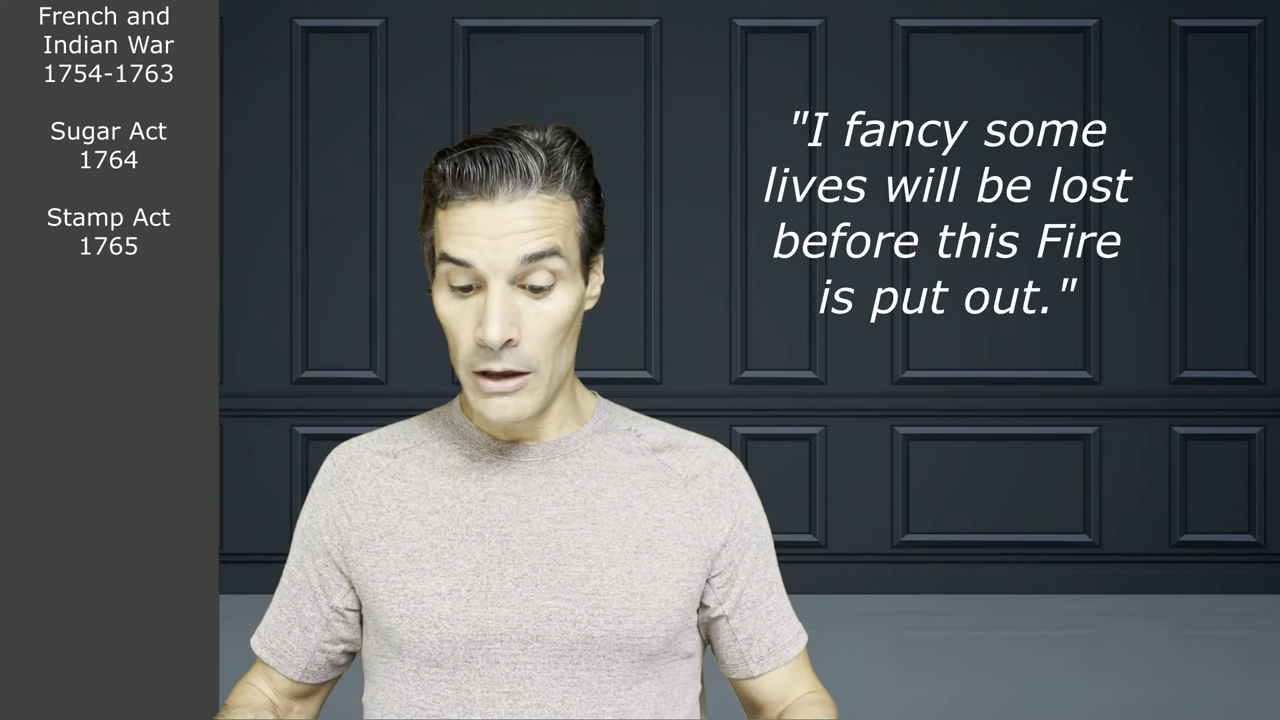 French and
Indian War
1754-1763
Sugar Act
1764
Stamp Act
1765
"I fancy some
lives will be lost
before this Fire
is put out."